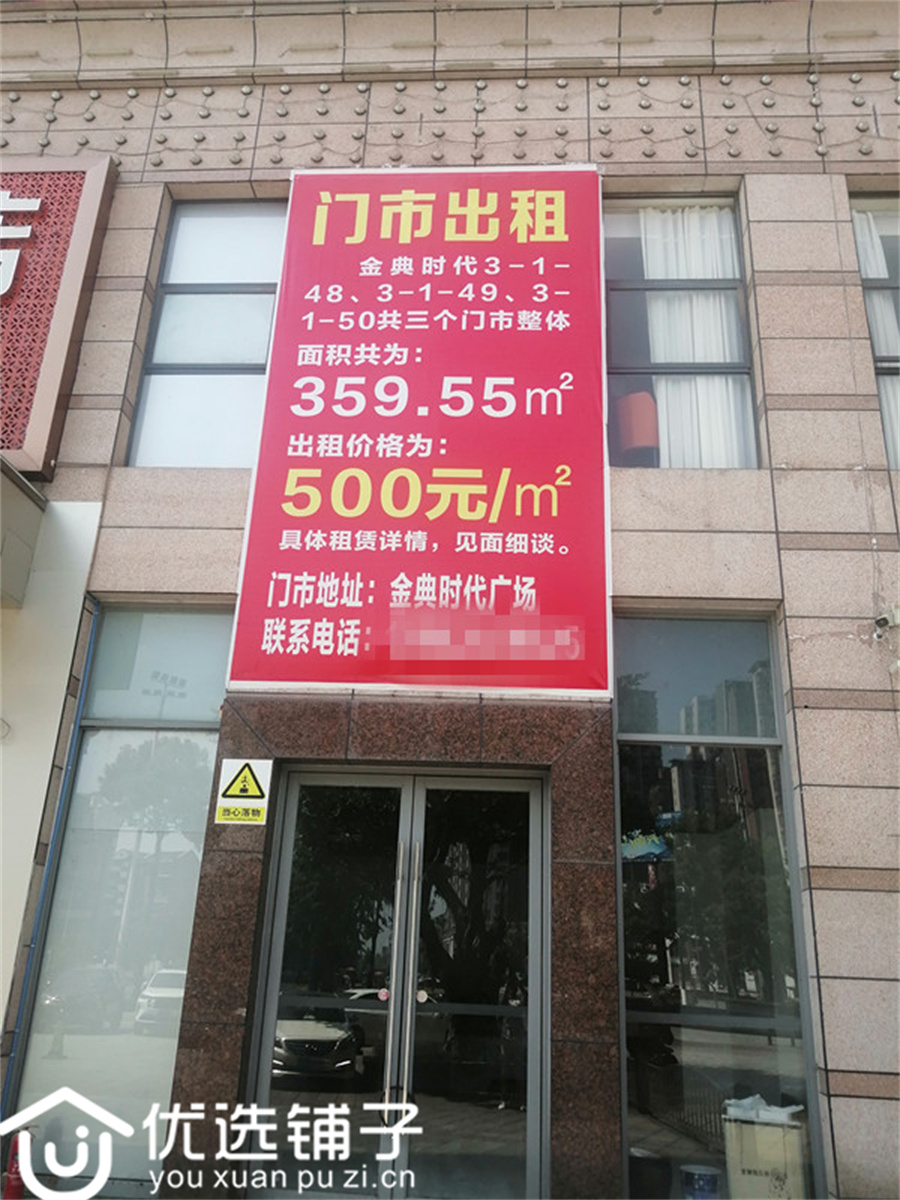 门市出租
金典时代3-1-
48、3-1-49、3-
1-50共三个门市整体
面积共为：
359.55㎡
出租价格为：
500元/㎡
具体租赁详情，见面细谈。
门市地址：金典时代广场
联系电话：
当心落物
优选铺子
you xuan pu zi.cn